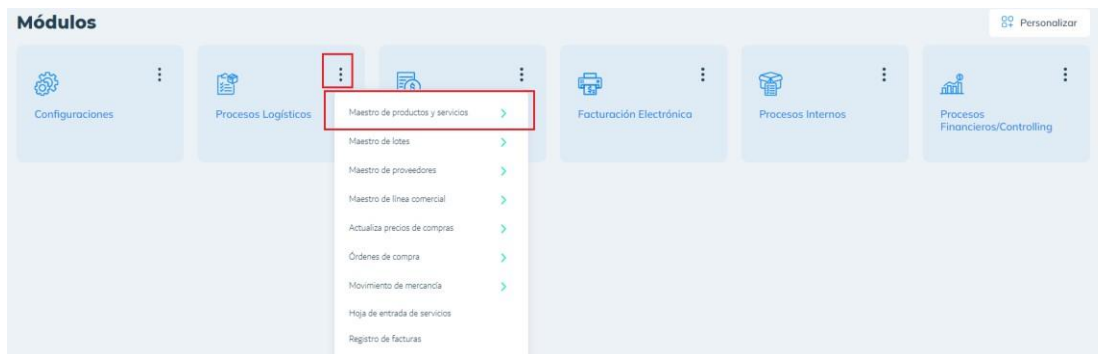 Módulos
Personalizar
Configuraciones
Procesos Logísticos
Facturación Electrónica
Procesos Internos
Procesos
Financieros/Controlling
Maestro de productos y servicios
Maestro de lotes
Maestro de proveedores
Maestro de línea comercial
Actualiza precios de compras
Órdenes de compra
Movimiento de mercancía
Hoja de entrada de servicios
Registro de facturas